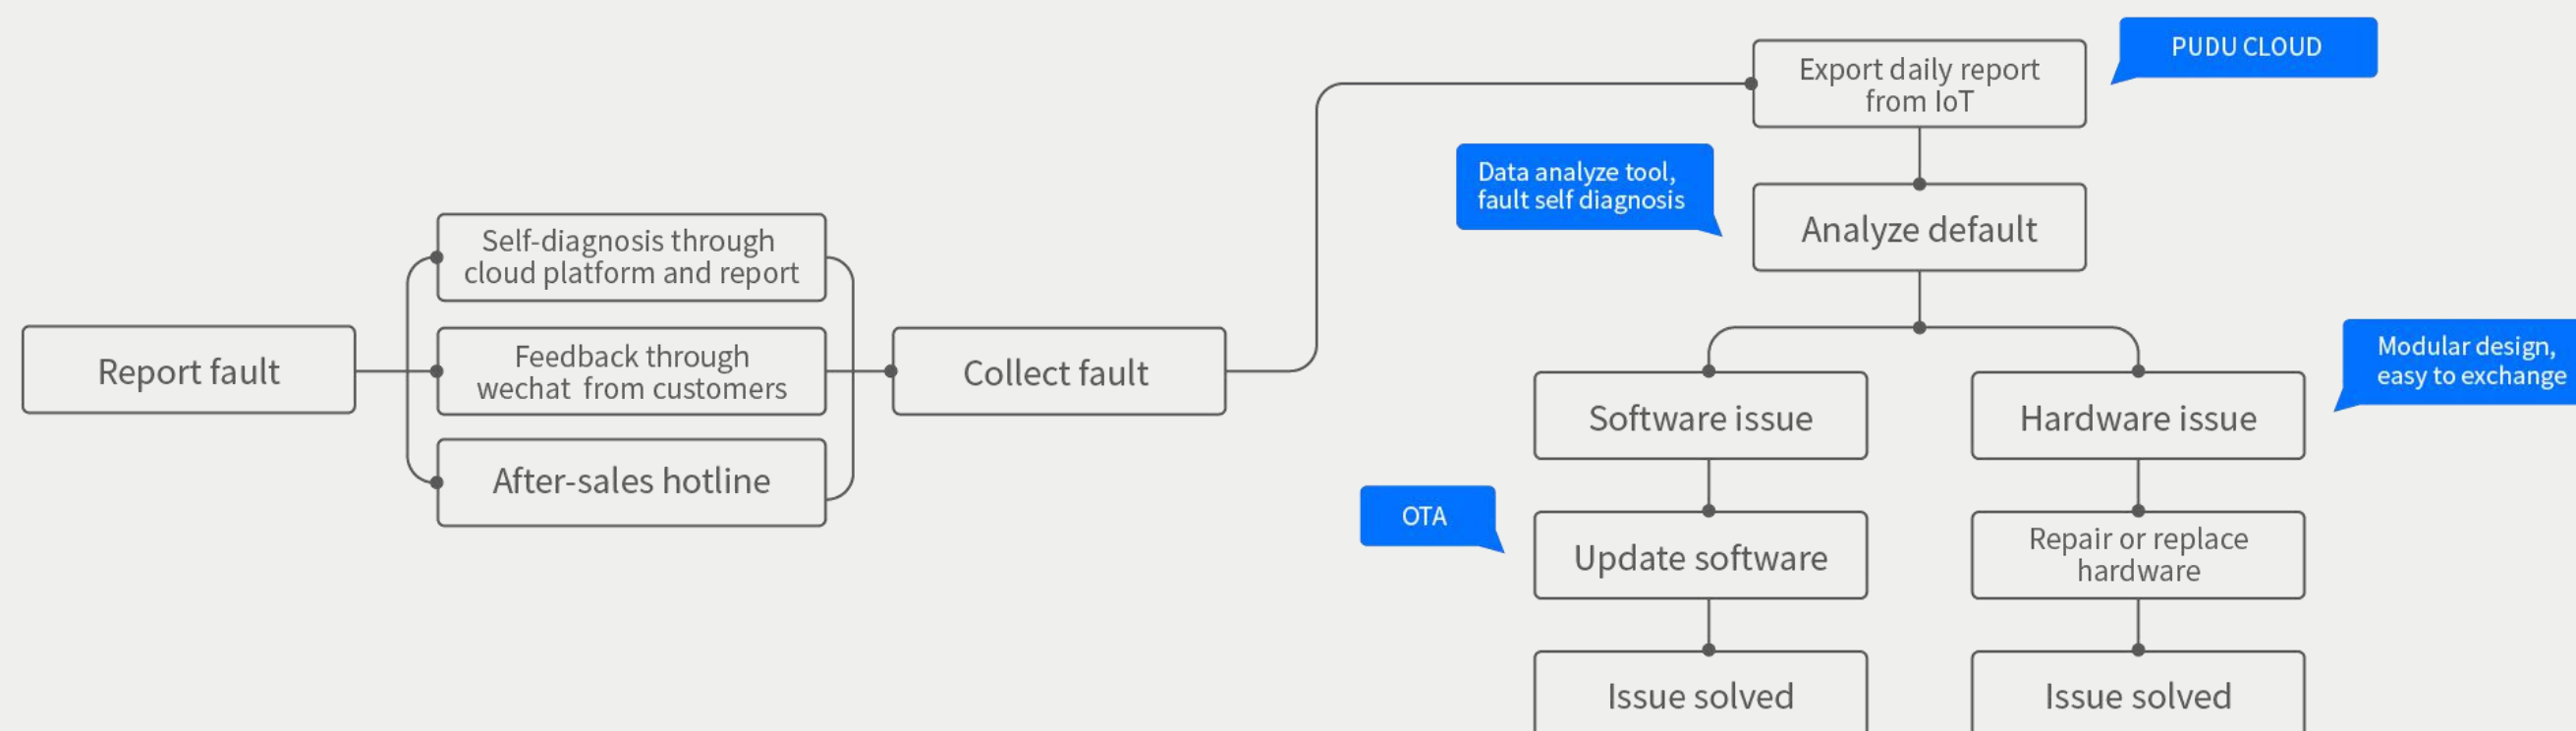 PUDU CLOUD
Export daily report
from IoT
Data analyze tool,
fault self diagnosis
Analyze default
Self-diagnosis through
cloud platform and report
Report fault
Feedback through
wechat from customers
Collect fault
After-sales hotline
Modular design,
easy to exchange
Software issue
Hardware issue
OTA
Update software
Repair or replace
hardware
Issue solved
Issue solved